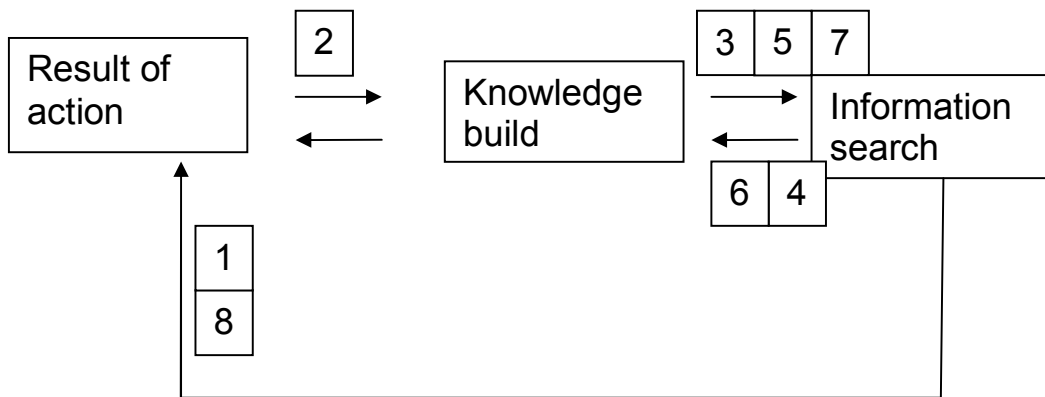 2
3 5 7
Result of
action
Knowledge
build
Information
search
6 4
1
8